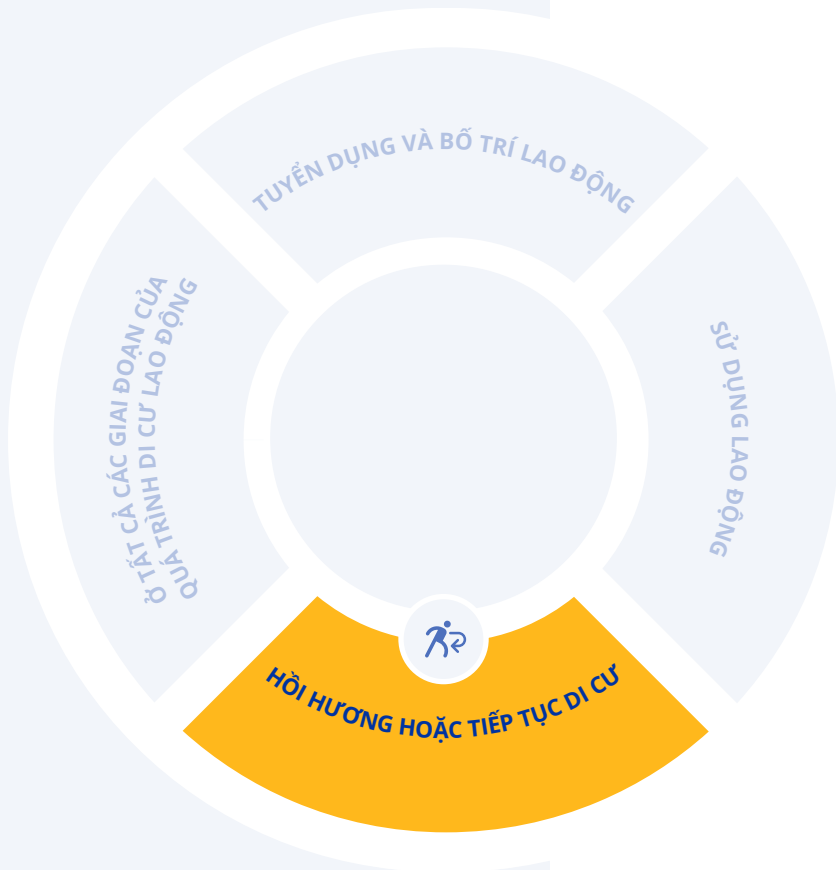 TUYỂN DỤNG VÀ BỐ TRÍ LAO ĐỘNG
SỬ DỤNG LAO ĐỘNG
HỒI HƯƠNG HOẶC TIẾP TỤC DI CƯ
Ở TẤT CẢ CÁC GIAI ĐOẠN CỦA
QUÁ TRÌNH DI CƯ LAO ĐỘNG